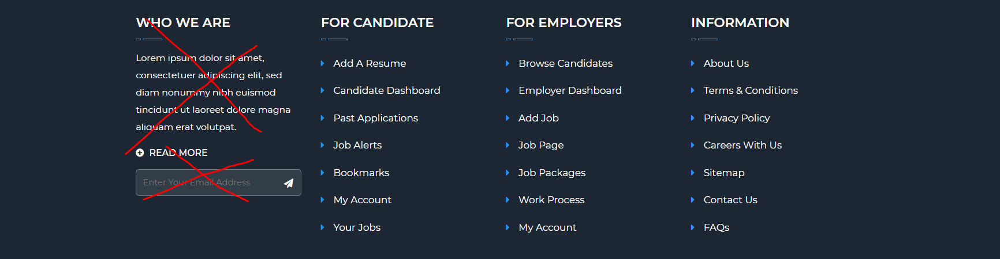 WHO WE ARE
Lorem ipsum dolor sit amet,
consectetuer adipiscing elit, sed
diam nonummy nibh euismod
tincidunt ut laoreet dolore magna
aliquam erat volutpat.
READ MORE
Enter Your Email Address
FOR CANDIDATE
Add A Resume
Candidate Dashboard
Past Applications
Job Alerts
Bookmarks
My Account
Your Jobs
FOR EMPLOYERS
Browse Candidates
Employer Dashboard
Add Job
Job Page
Job Packages
Work Process
My Account
INFORMATION
About Us
Terms & Conditions
Privacy Policy
Careers With Us
Sitemap
Contact Us
FAQs